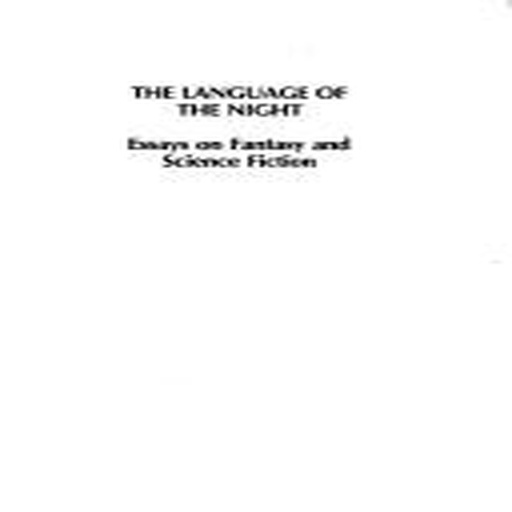 THE LANGUAGE OF
THE NIGHT
Essays on Fantasy and
Science Fiction